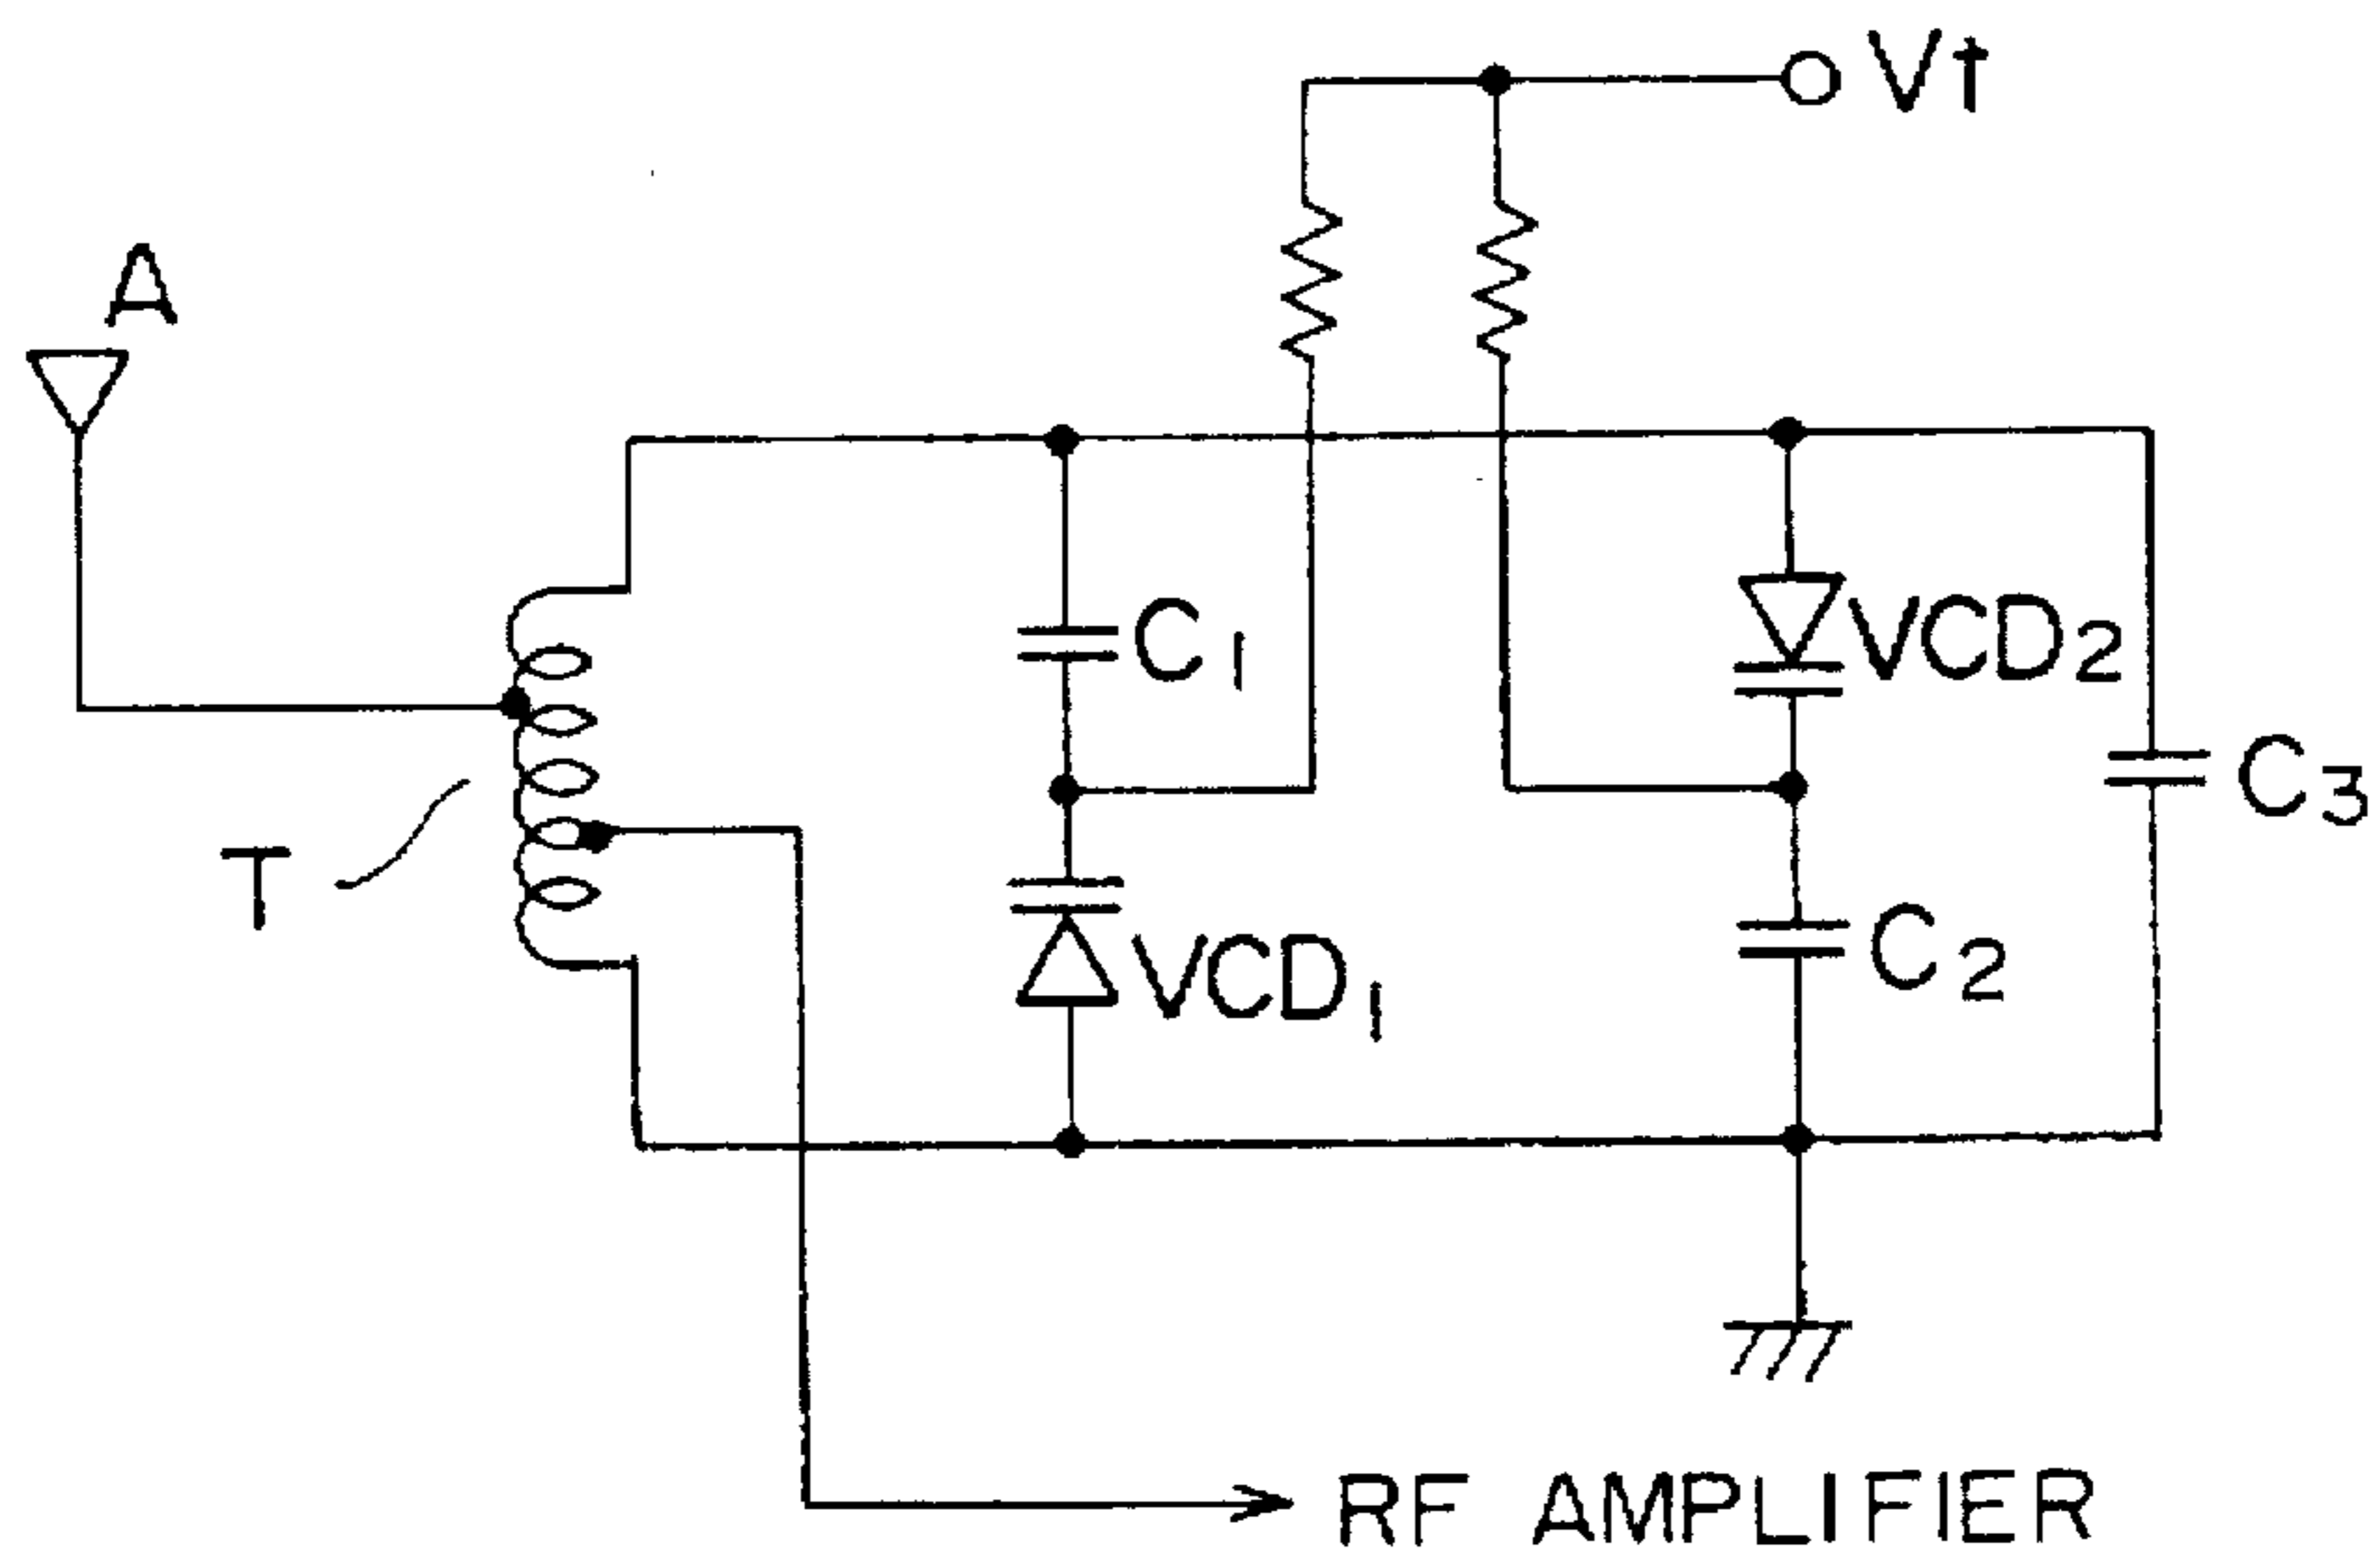 Vt
A
C1
VCD2
C3
T
C2
VCD1
RF AMPLIFIER